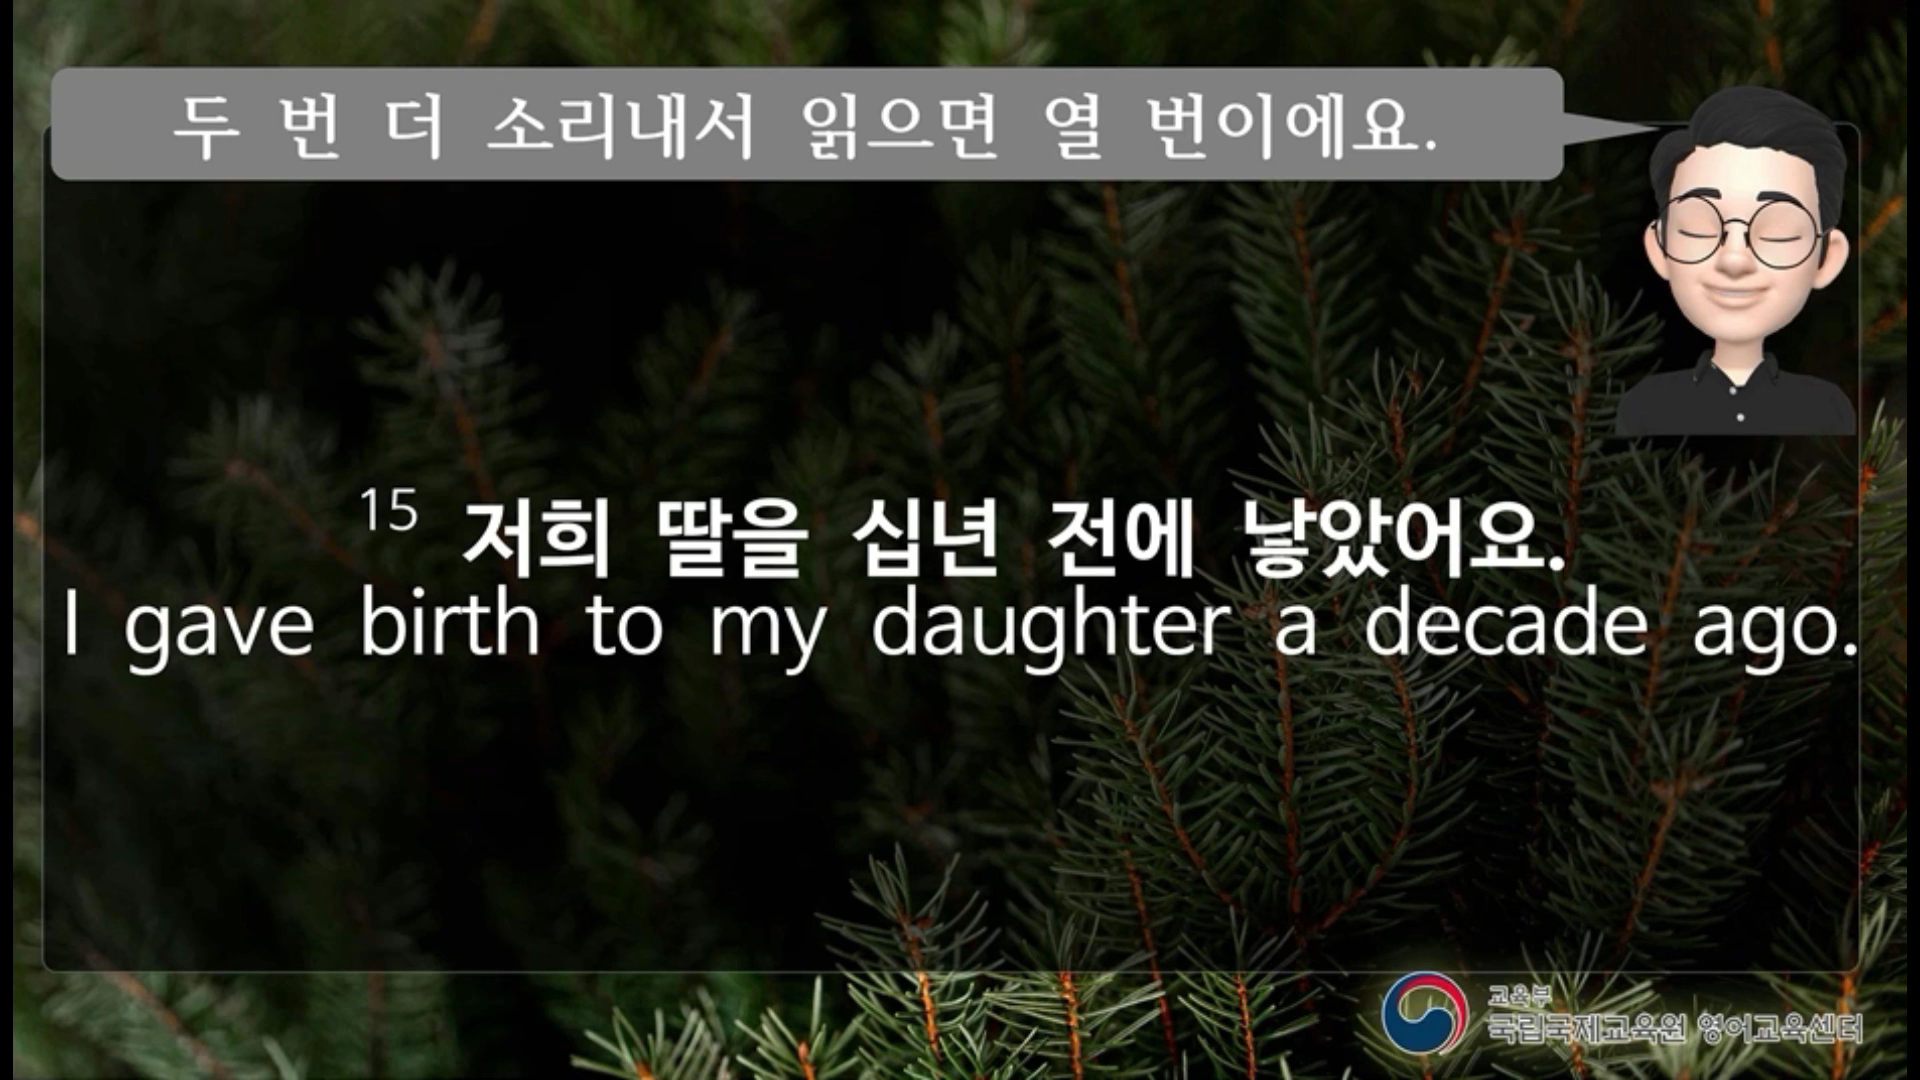 두 번 더 소리내서 읽으면 열 번이에요.
15 저희 딸을 십년 전에 낳았어요.
I gave birth to my daughter a decade ago.
교육부
국립국제교육원 영어교육센터